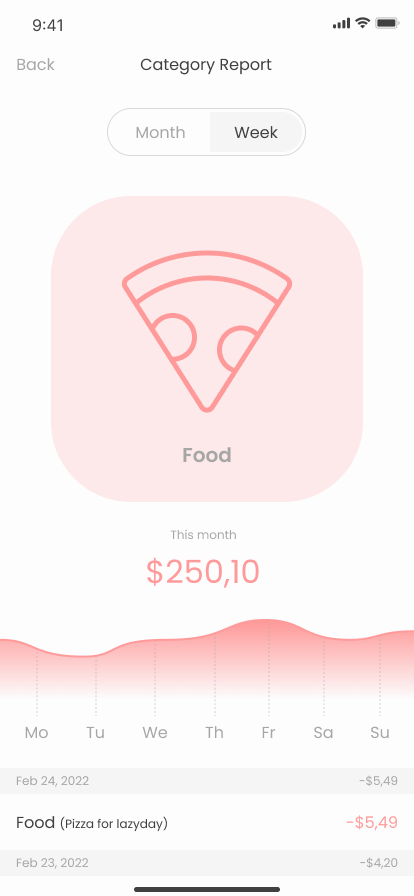 9:41
Back Category Report
Month Week
Food
This month
$250,10
Mo Tu We Th Fr Sa Su
Feb 24, 2022 -$5,49
Food (Pizza for lazyday) -$5,49
Feb 23, 2022 -$4,20